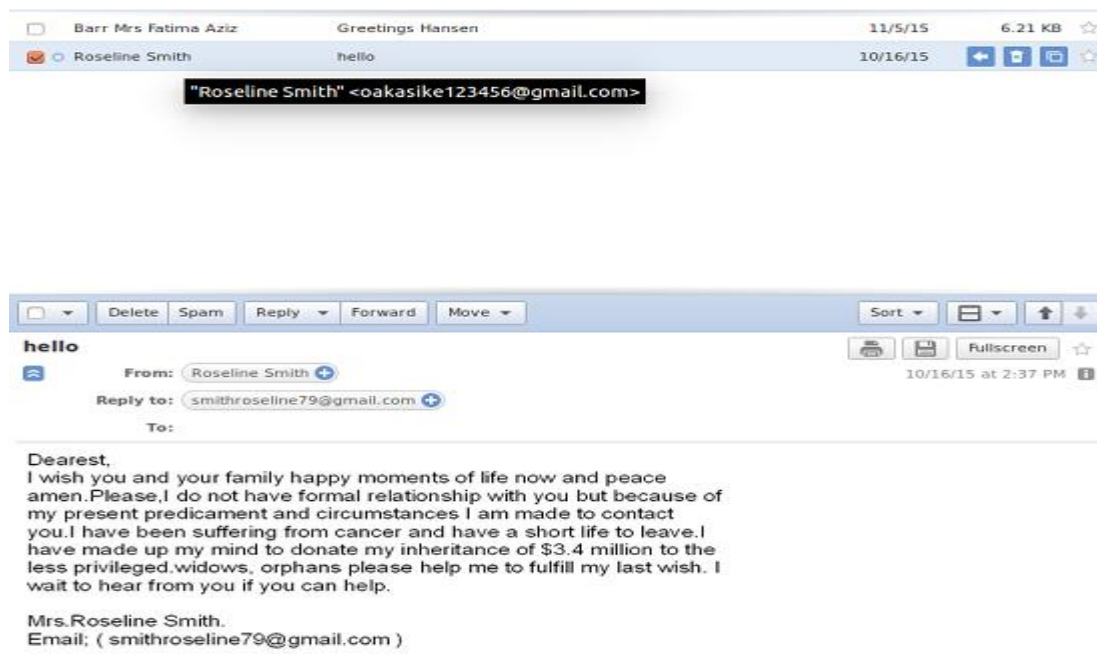 Barr Mrs Fatima Aziz Greetings Hansen 11/5/15 6.21 KB
Roseline Smith hello 10/16/15
"Roseline Smith" <oakasike123456@gmail.com>
Delete Spam Reply Forward Move Sort
hello Fullscreen
From: Roseline Smith 10/16/15 at 2:37 PM
Reply to: smithroseline79@gmail.com
To:
Dearest,
I wish you and your family happy moments of life now and peace
amen.Please,I do not have formal relationship with you but because of
my present predicament and circumstances I am made to contact
you.I have been suffering from cancer and have a short life to leave.I
have made up my mind to donate my inheritance of $3.4 million to the
less privileged.widows, orphans please help me to fulfill my last wish. I
wait to hear from you if you can help.
Mrs.Roseline Smith.
Email; ( smithroseline79@gmail.com )